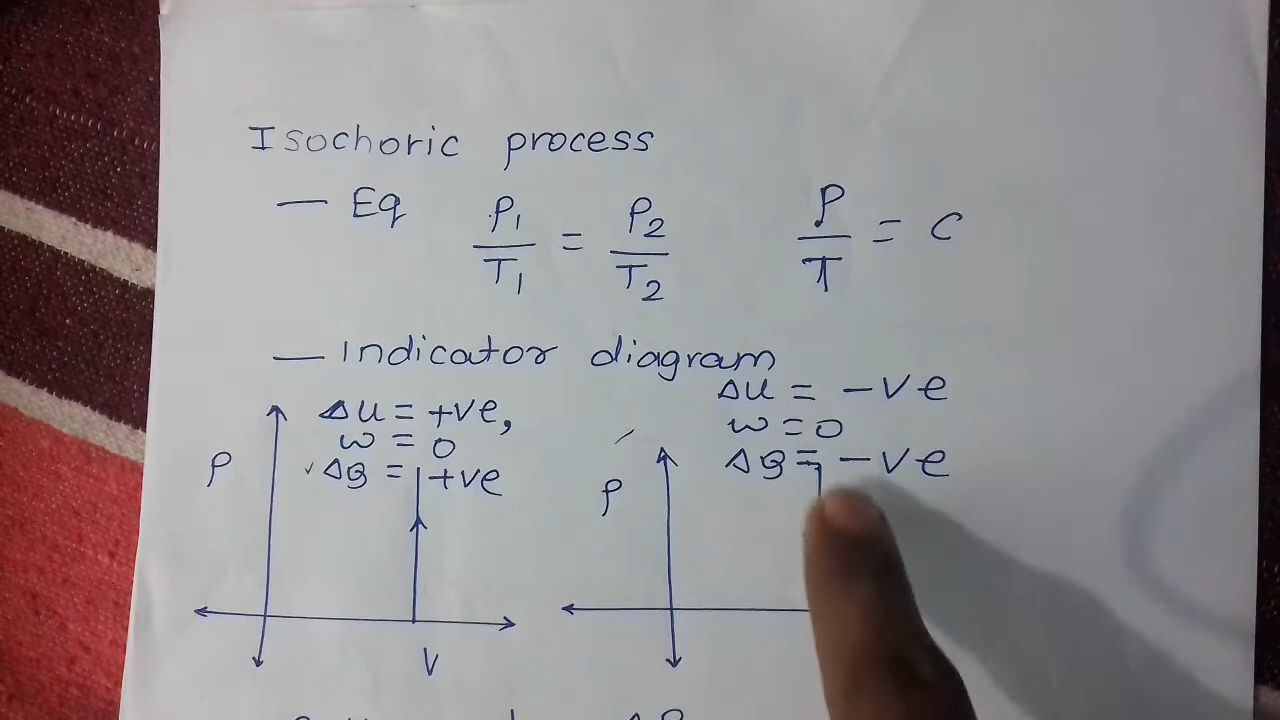 Isochoric process
— Eq P1/T1 = P2/T2 P/T = C
— Indicator diagram
ΔU = +ve,
W = 0
ΔQ = +ve
P
V
ΔU = -ve
W = 0
ΔQ = -ve
P